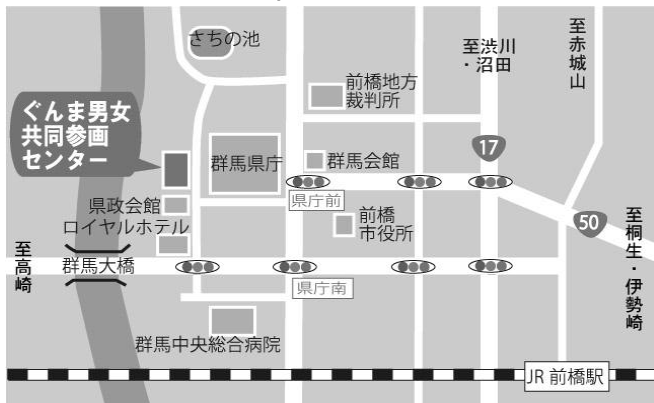 さちの池
至渋川
・沼田
至赤城山
前橋地方
裁判所
ぐんま男女
共同参画
センター
17
群馬県庁
群馬会館
県庁前
県政会館
ロイヤルホテル
前橋
市役所
50
至桐生・伊勢崎
至高崎
群馬大橋
県庁南
群馬中央総合病院
JR 前橋駅